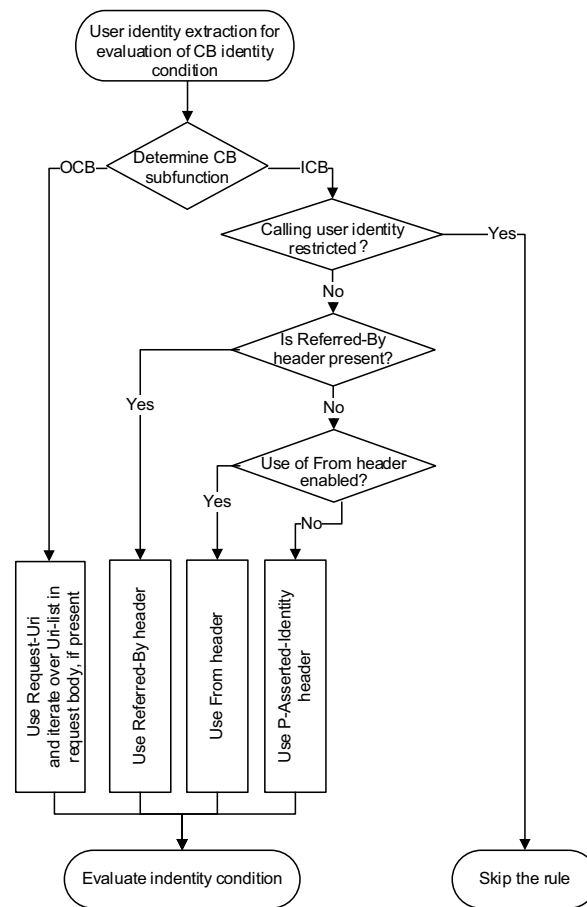 User identity extraction for
evaluation of CB identity
condition
Determine CB
subfunction
OCB
ICB
Calling user identity
restricted?
Yes
No
Is Referred-By
header present?
Yes
No
Use of From header
enabled?
Yes
No
Use Request-Uri
and iterate over Uri-list in
request body, if present
Use Referred-By header
Use From header
Use P-Asserted-Identity
header
Evaluate indentity condition
Skip the rule